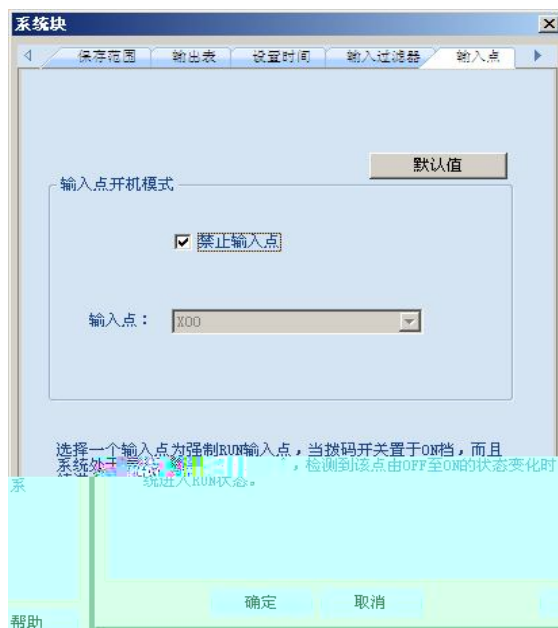 系统块
保存范围 输出表 设置时间 输入过滤器 输入点
默认值
输入点开机模式
禁止输入点
输入点： X00
选择一个输入点为强制RUN输入点，当拨码开关置于ON档，而且
系统处于
，检测到该点由OFF至ON的状态变化时
系
统进入RUN状态。
确定 取消
帮助